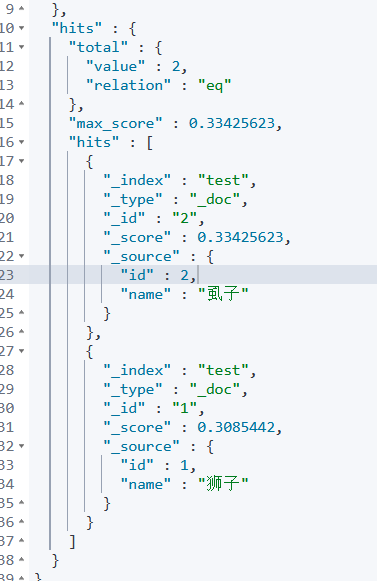 9 },
10 "hits" : {
11 "total" : {
12 "value" : 2,
13 "relation" : "eq"
14 },
15 "max_score" : 0.33425623,
16 "hits" : [
17 {
18 "_index" : "test",
19 "_type" : "_doc",
20 "_id" : "2",
21 "_score" : 0.33425623,
22 "_source" : {
23 "id" : 2,
24 "name" : "虱子"
25 }
26 },
27 {
28 "_index" : "test",
29 "_type" : "_doc",
30 "_id" : "1",
31 "_score" : 0.3085442,
32 "_source" : {
33 "id" : 1,
34 "name" : "狮子"
35 }
36 }
37 ]
38 }
39 }